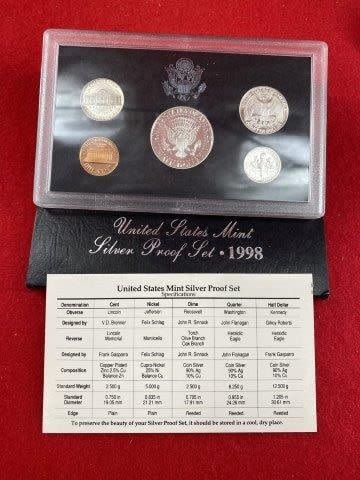 United States Mint
Silver Proof Set · 1998
United States Mint Silver Proof Set
Specifications
Denomination Cent Nickel Dime Quarter Half Dollar
Obverse Lincoln Jefferson Roosevelt Washington Kennedy
Designed by V.D. Brenner Felix Schlag John R. Sinnock John Flanagan Gilroy Roberts
Reverse Lincoln Memorial Monticello Torch Olive Branch Oak Branch Heraldic Eagle Heraldic Eagle
Designed by Frank Gasparro Felix Schlag John R. Sinnock John Flanagan Frank Gasparro
Composition Copper Plated Zinc 2.5% Cu Balance Zn Cupro-Nickel 25% Ni Balance Cu Coin Silver 90% Ag 10% Cu Coin Silver 90% Ag 10% Cu Coin Silver 90% Ag 10% Cu
Standard Weight 2.500 g 5.000 g 2.500 g 6.250 g 12.500 g
Standard Diameter 0.750 in 19.05 mm 0.835 in 21.21 mm 0.705 in 17.91 mm 0.955 in 24.26 mm 1.205 in 30.61 mm
Edge Plain Plain Reeded Reeded Reeded
To preserve the beauty of your Silver Proof Set, it should be stored in a cool, dry place.